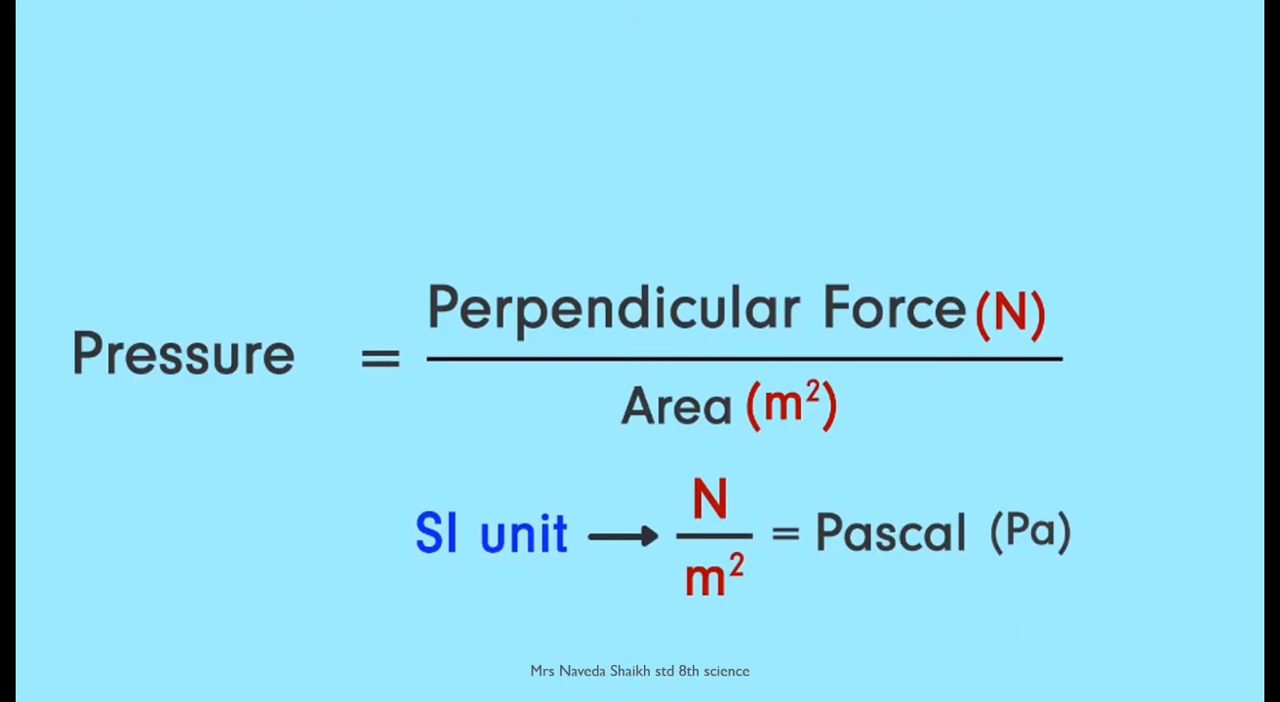 Perpendicular Force (N)
Pressure =
Area (m²)
N
SI unit → = Pascal (Pa)
m²
Mrs Naveda Shaikh std 8th science